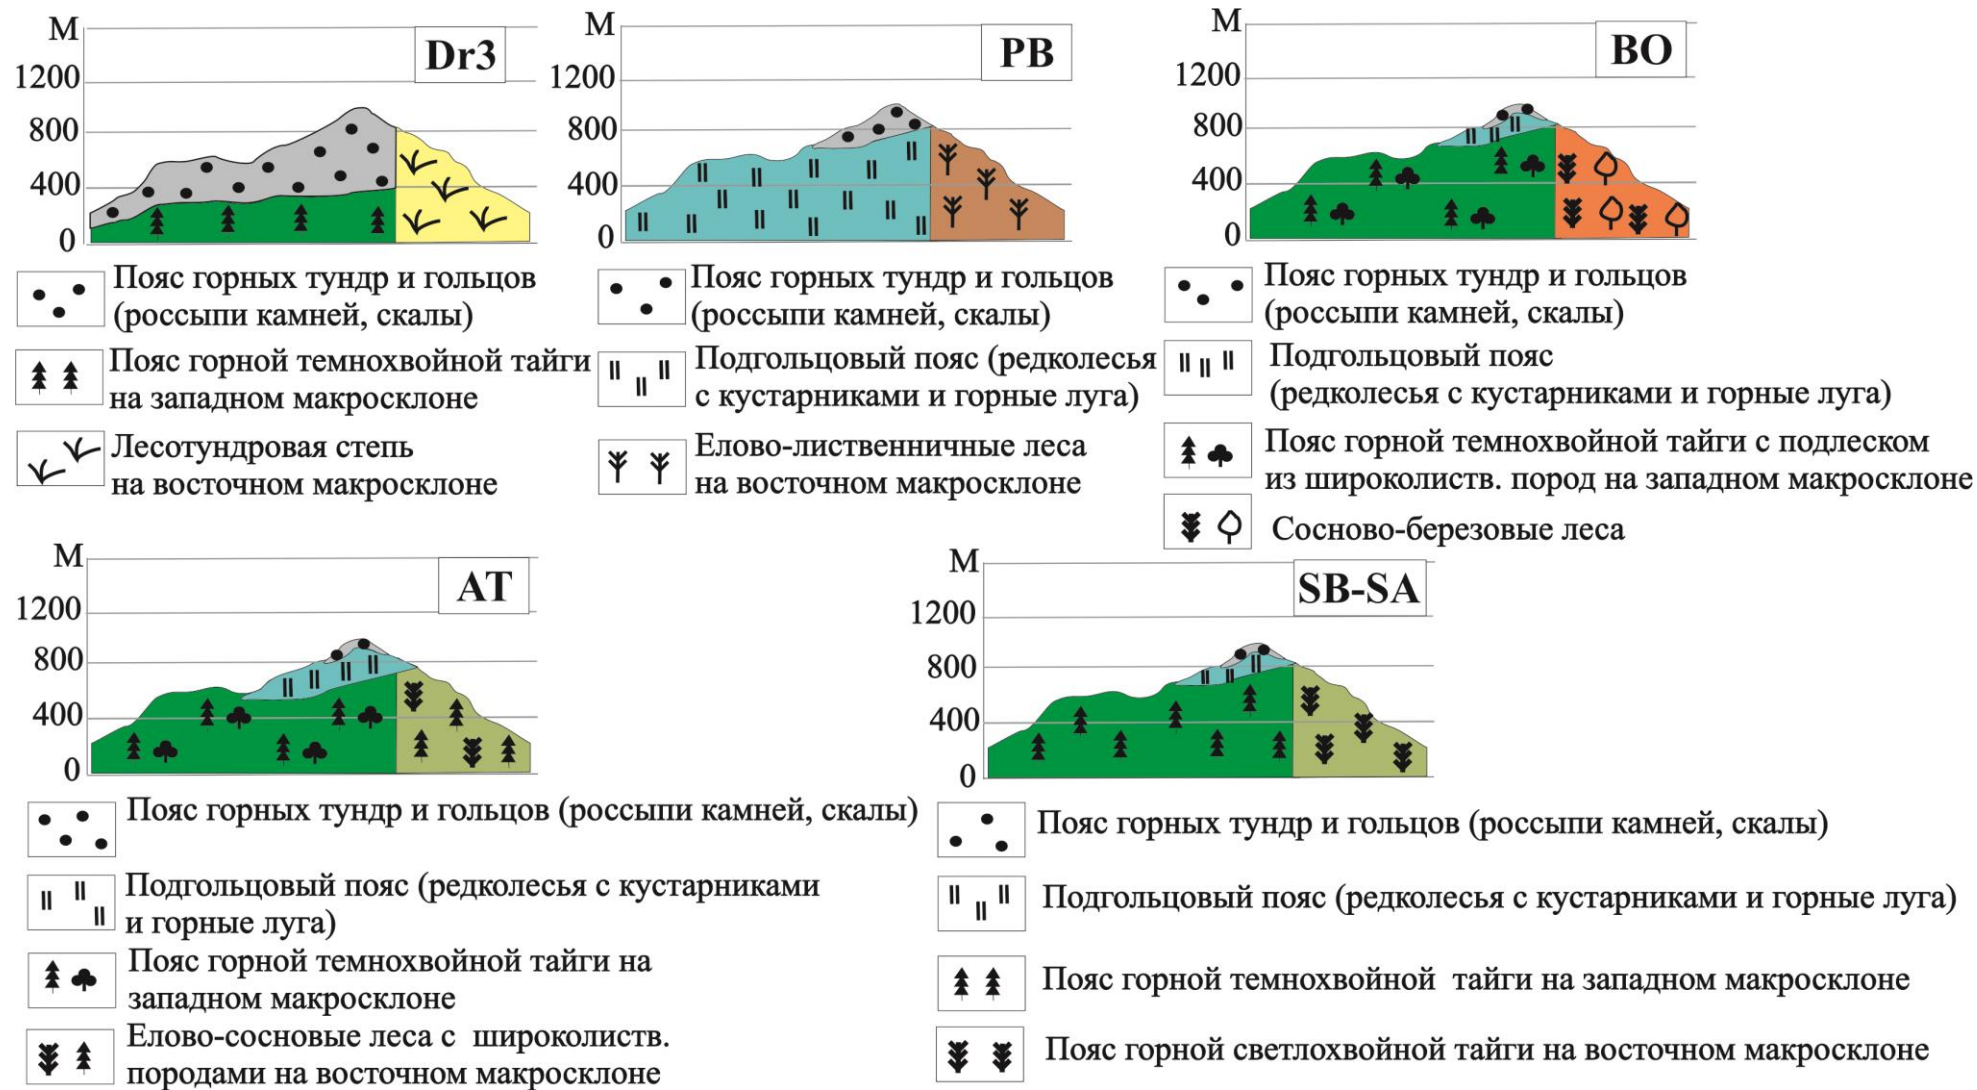 М
1200
800
400
0
Dr3
Пояс горных тундр и гольцов
(россыпи камней, скалы)
Пояс горной темнохвойной тайги
на западном макросклоне
Лесотундровая степь
на восточном макросклоне
М
1200
800
400
0
PB
Пояс горных тундр и гольцов
(россыпи камней, скалы)
Подгольцовый пояс (редколесья
с кустарниками и горные луга)
Елово-лиственничные леса
на восточном макросклоне
М
1200
800
400
0
BO
Пояс горных тундр и гольцов
(россыпи камней, скалы)
Подгольцовый пояс
(редколесья с кустарниками и горные луга)
Пояс горной темнохвойной тайги с подлеском
из широколиств. пород на западном макросклоне
Сосново-березовые леса
М
1200
800
400
0
AT
Пояс горных тундр и гольцов (россыпи камней, скалы)
Подгольцовый пояс (редколесья с кустарниками
и горные луга)
Пояс горной темнохвойной тайги на
западном макросклоне
Елово-сосновые леса с широколиств.
породами на восточном макросклоне
М
1200
800
400
0
SB-SA
Пояс горных тундр и гольцов (россыпи камней, скалы)
Подгольцовый пояс (редколесья с кустарниками и горные луга)
Пояс горной темнохвойной тайги на западном макросклоне
Пояс горной светлохвойной тайги на восточном макросклоне